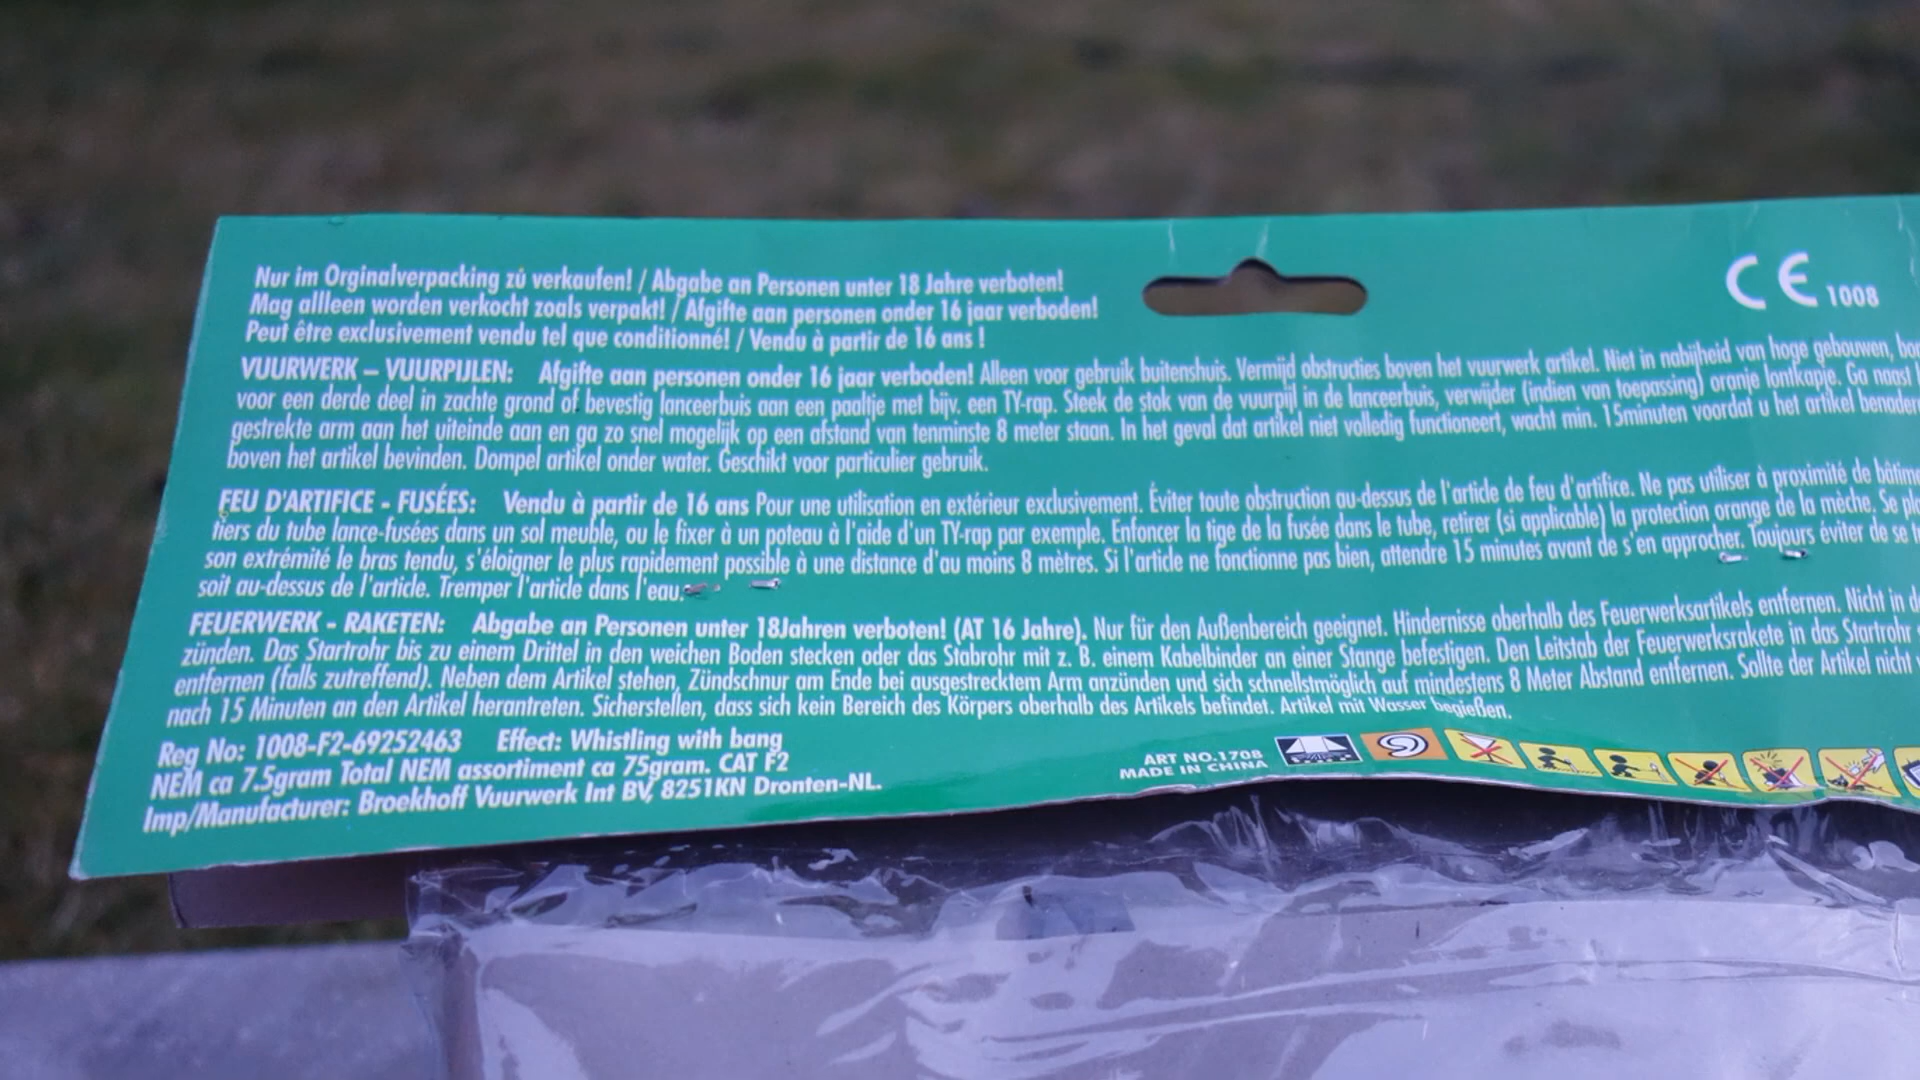 Nur im Orginalverpacking zů verkaufen! / Abgabe an Personen unter 18 Jahre verboten!
Mag allleen worden verkocht zoals verpakt! / Afgifte aan personen onder 16 jaar verboden!
Peut être exclusivement vendu tel que conditionné! / Vendu à partir de 16 ans !
CE 1008
VUURWERK – VUURPIJLEN: Afgifte aan personen onder 16 jaar verboden! Alleen voor gebruik buitenshuis. Vermijd obstructies boven het vuurwerk artikel. Niet in nabijheid van hoge gebouwen,
voor een derde deel in zachte grond of bevestig lanceerbuis aan een paaltje met bijv. een TY-rap. Steek de stok van de vuurpijl in de lanceerbuis, verwijder (indien van toepassing) oranje lontkapje. Ga naast
gestrekte arm aan het uiteinde aan en ga zo snel mogelijk op een afstand van tenminste 8 meter staan. In het geval dat artikel niet volledig functioneert, wacht min. 15minuten voordat u het artikel
boven het artikel bevinden. Dompel artikel onder water. Geschikt voor particulier gebruik.
FEU D'ARTIFICE - FUSÉES: Vendu à partir de 16 ans Pour une utilisation en extérieur exclusivement. Éviter toute obstruction au-dessus de l'article de feu d'artifice. Ne pas utiliser à proximité de
tiers du tube lance-fusées dans un sol meuble, ou le fixer à un poteau à l'aide d'un TY-rap par exemple. Enfoncer la tige de la fusée dans le tube, retirer (si applicable) la protection orange de la mèche. Se
son extrémité le bras tendu, s'éloigner le plus rapidement possible à une distance d'au moins 8 mètres. Si l'article ne fonctionne pas bien, attendre 15 minutes avant de s'en approcher. Toujours éviter de se
soit au-dessus de l'article. Tremper l'article dans l'eau.
FEUERWERK - RAKETEN: Abgabe an Personen unter 18Jahren verboten! (AT 16 Jahre). Nur für den Außenbereich geeignet. Hindernisse oberhalb des Feuerwerksartikels entfernen. Nicht in
zünden. Das Startrohr bis zu einem Drittel in den weichen Boden stecken oder das Stabrohr mit z. B. einem Kabelbinder an einer Stange befestigen. Den Leitstab der Feuerwerksrakete in das Startrohr
entfernen (falls zutreffend). Neben dem Artikel stehen, Zündschnur am Ende bei ausgestrecktem Arm anzünden und sich schnellstmöglich auf mindestens 8 Meter Abstand entfernen. Sollte der Artikel nicht
nach 15 Minuten an den Artikel herantreten. Sicherstellen, dass sich kein Bereich des Körpers oberhalb des Artikels befindet. Artikel mit Wasser begießen.
Reg No: 1008-F2-69252463 Effect: Whistling with bang
NEM ca 7.5gram Total NEM assortiment ca 75gram. CAT F2
Imp/Manufacturer: Broekhoff Vuurwerk Int BV, 8251KN Dronten-NL.
ART NO.1708
MADE IN CHINA